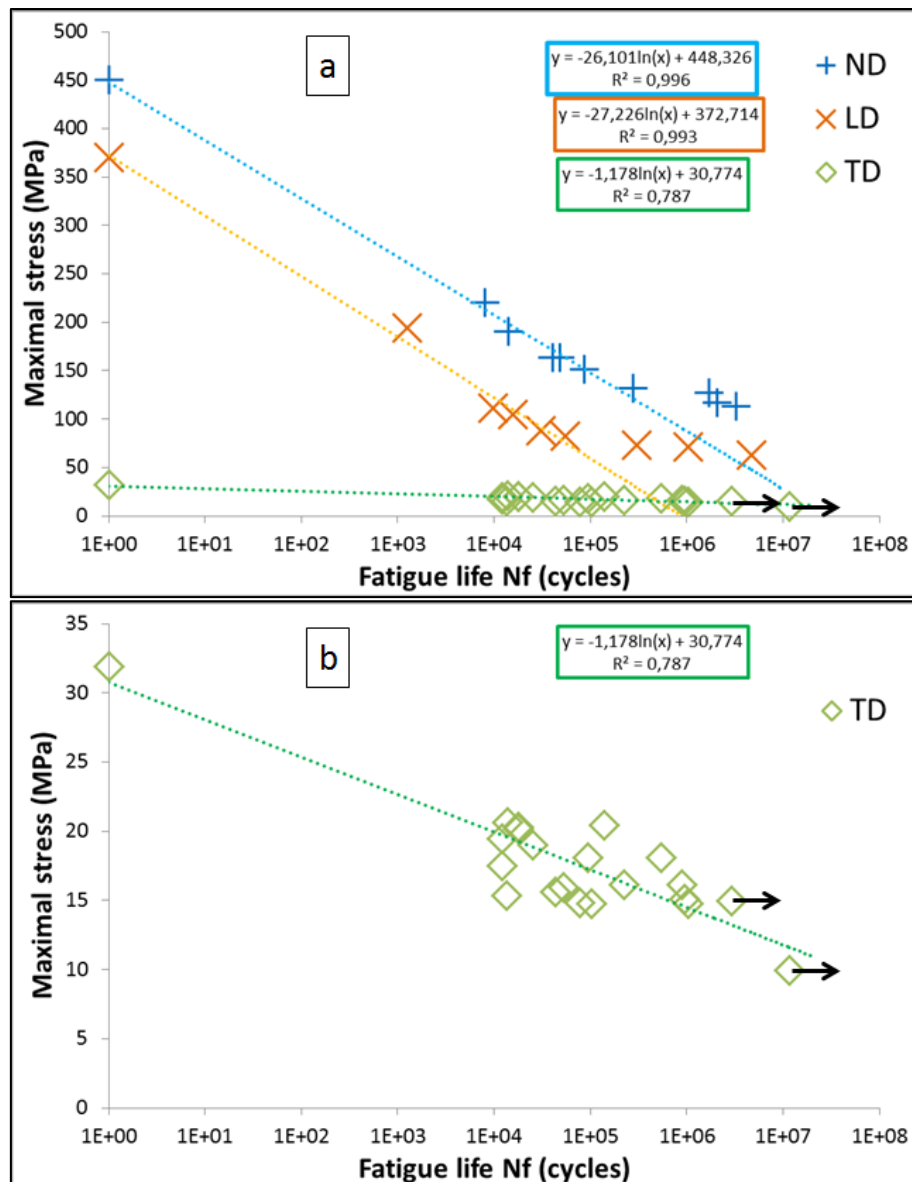 a
y = -26,101ln(x) + 448,326
R² = 0,996
y = -27,226ln(x) + 372,714
R² = 0,993
y = -1,178ln(x) + 30,774
R² = 0,787
ND
LD
TD
Maximal stress (MPa)
500
450
400
350
300
250
200
150
100
50
0
1E+00 1E+01 1E+02 1E+03 1E+04 1E+05 1E+06 1E+07 1E+08
Fatigue life Nf (cycles)
b
y = -1,178ln(x) + 30,774
R² = 0,787
TD
Maximal stress (MPa)
35
30
25
20
15
10
5
0
1E+00 1E+01 1E+02 1E+03 1E+04 1E+05 1E+06 1E+07 1E+08
Fatigue life Nf (cycles)